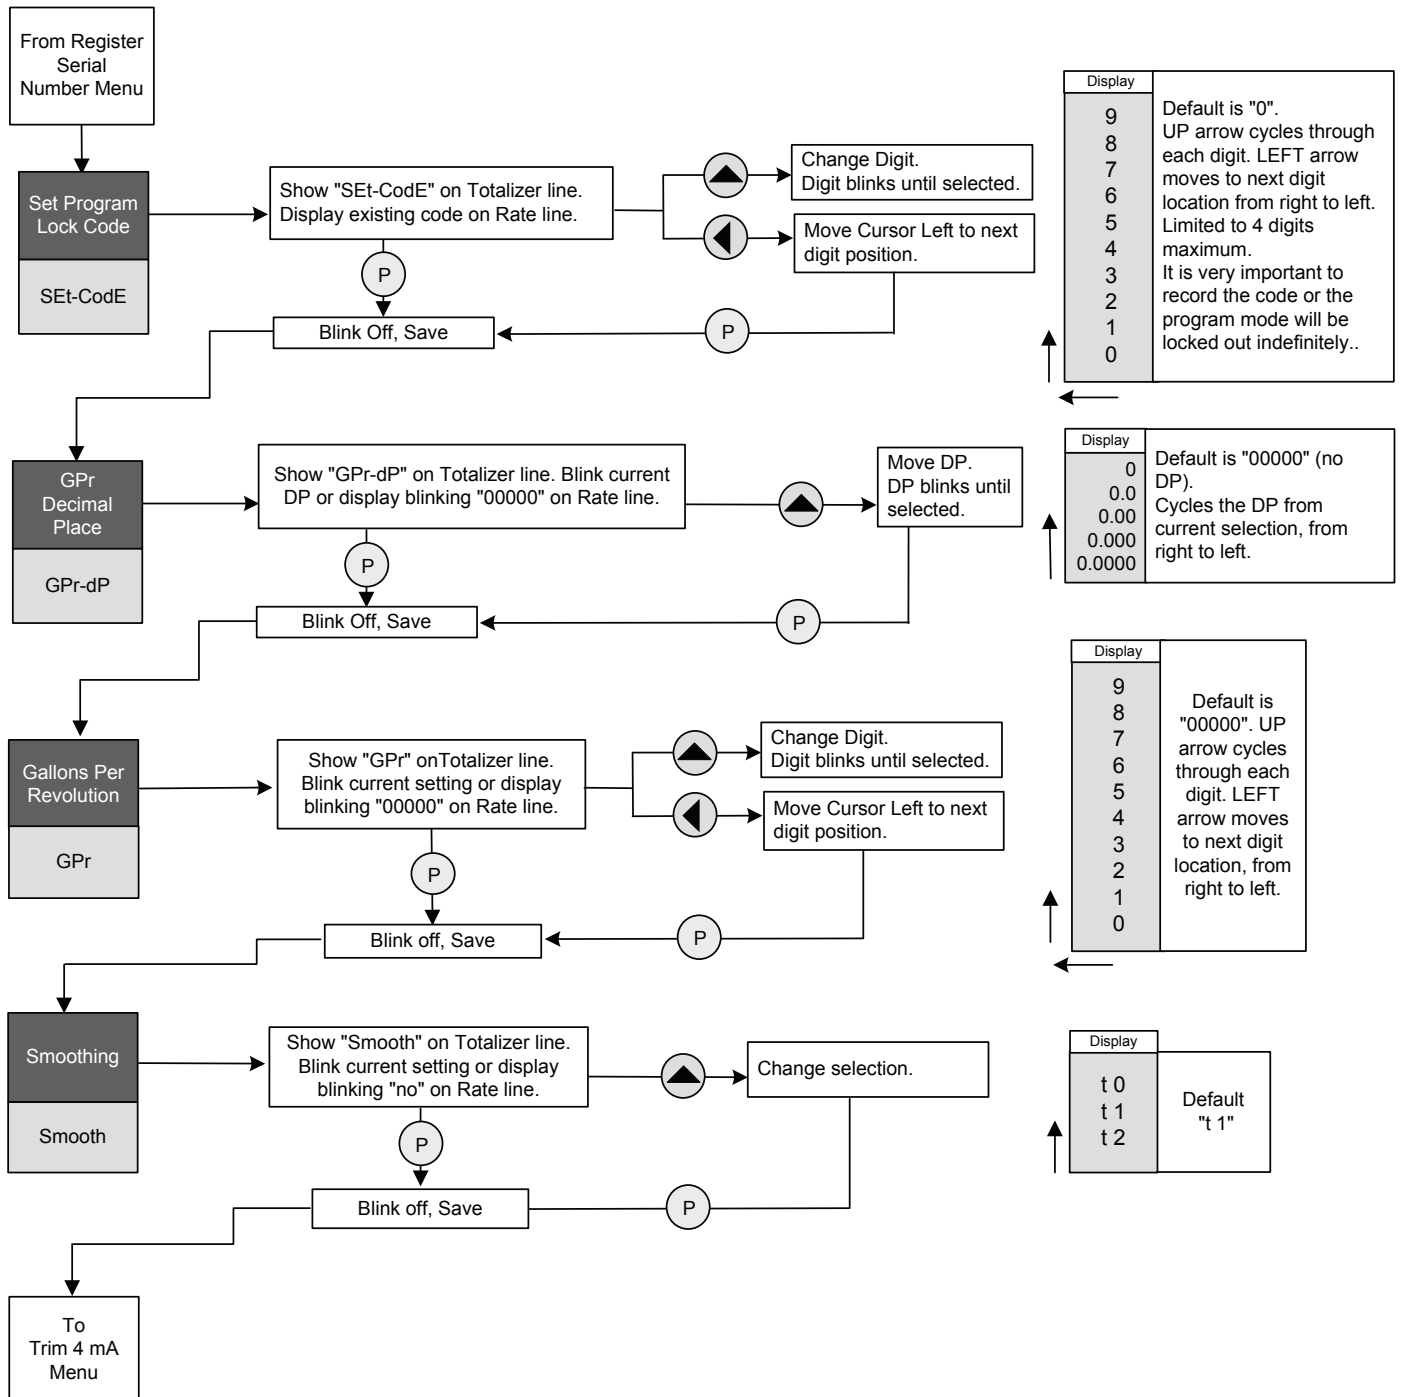 From Register
Serial
Number Menu
Set Program
Lock Code
SEt-CodE
Show "SEt-CodE" on Totalizer line.
Display existing code on Rate line.
Change Digit.
Digit blinks until selected.
Move Cursor Left to next
digit position.
P
P
Blink Off, Save
Display
9
8
7
6
5
4
3
2
1
0
Default is "0".
UP arrow cycles through
each digit. LEFT arrow
moves to next digit
location from right to left.
Limited to 4 digits
maximum.
It is very important to
record the code or the
program mode will be
locked out indefinitely..
GPr
Decimal
Place
GPr-dP
Show "GPr-dP" on Totalizer line. Blink current
DP or display blinking "00000" on Rate line.
Move DP.
DP blinks until
selected.
P
P
Blink Off, Save
Display
0
0.0
0.00
0.000
0.0000
Default is "00000" (no
DP).
Cycles the DP from
current selection, from
right to left.
Gallons Per
Revolution
GPr
Show "GPr" onTotalizer line.
Blink current setting or display
blinking "00000" on Rate line.
Change Digit.
Digit blinks until selected.
Move Cursor Left to next
digit position.
P
P
Blink off, Save
Display
9
8
7
6
5
4
3
2
1
0
Default is
"00000". UP
arrow cycles
through each
digit. LEFT
arrow moves
to next digit
location, from
right to left.
Smoothing
Smooth
Show "Smooth" on Totalizer line.
Blink current setting or display
blinking "no" on Rate line.
Change selection.
P
P
Blink off, Save
Display
t 0
t 1
t 2
Default
"t 1"
To
Trim 4 mA
Menu